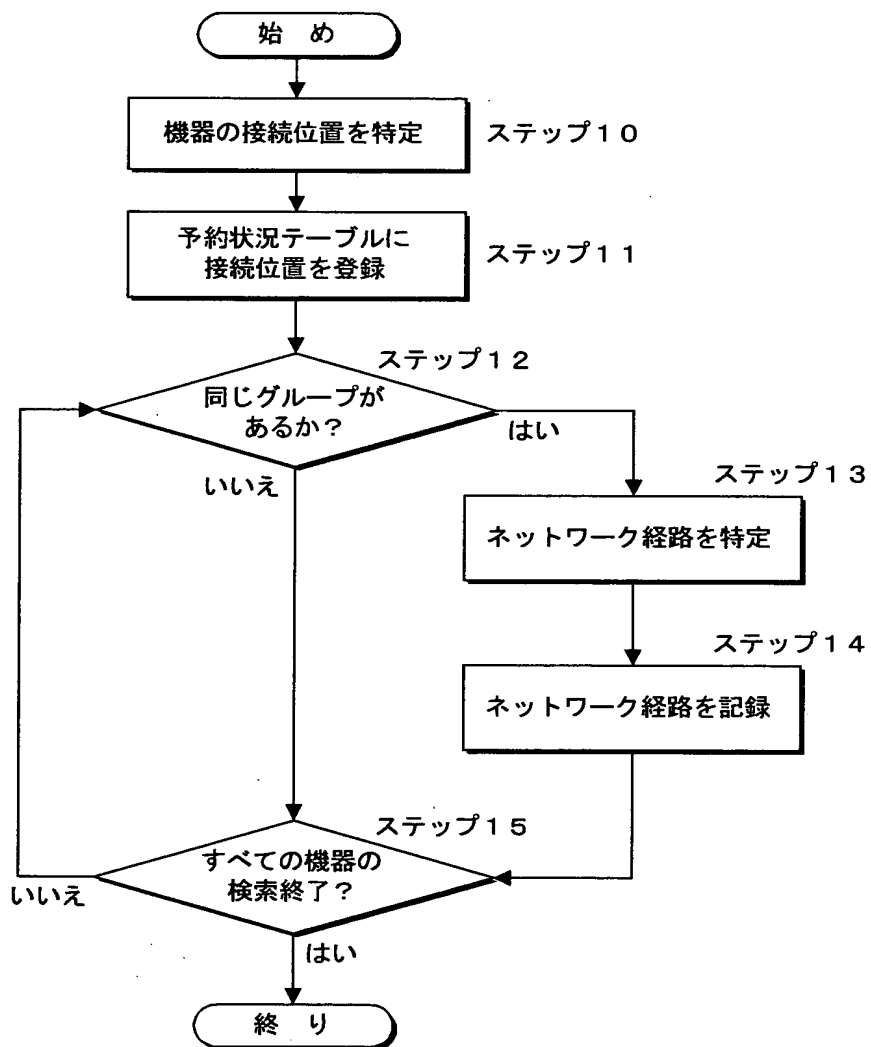 始 め
機器の接続位置を特定
ステップ10
予約状況テーブルに
接続位置を登録
ステップ11
ステップ12
同じグループが
あるか？
はい
いいえ
ステップ13
ネットワーク経路を特定
ステップ14
ネットワーク経路を記録
ステップ15
すべての機器の
検索終了？
いいえ
はい
終 り